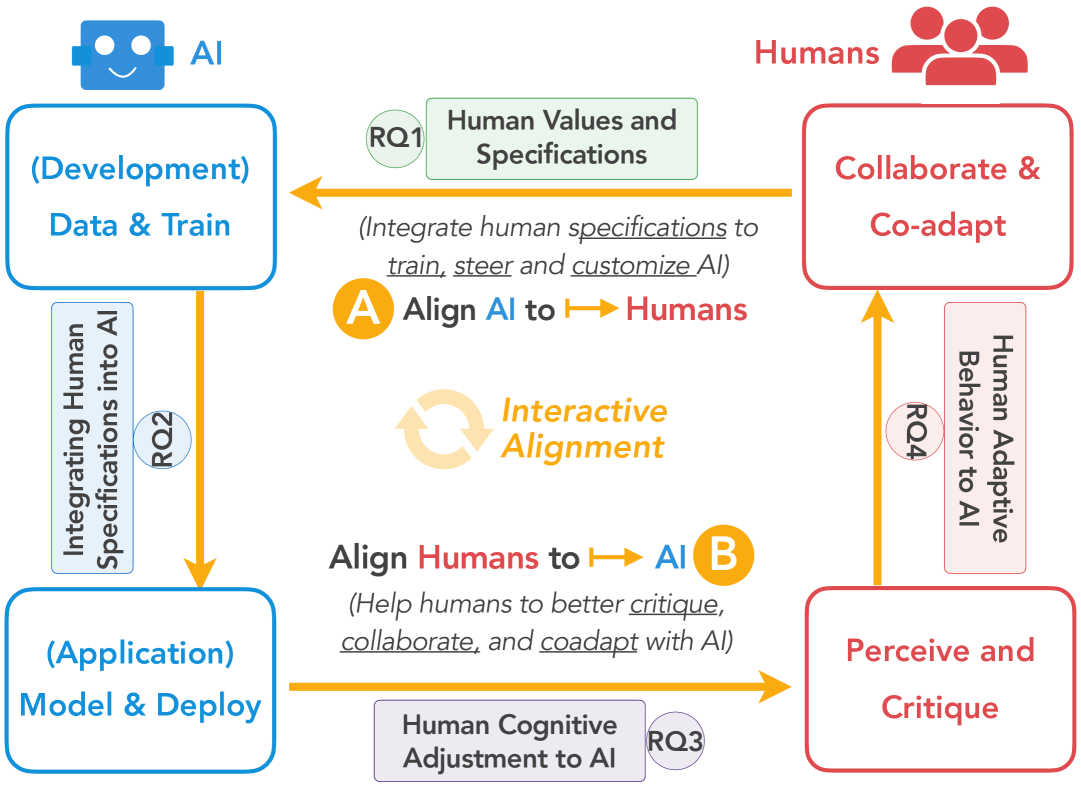 AI
Humans
RQ1
Human Values and
Specifications
(Development)
Data & Train
Collaborate &
Co-adapt
(Integrate human specifications to
train, steer and customize AI)
A Align AI to Humans
Integrating Human
Specifications into AI
RQ2
Interactive
Alignment
RQ4
Human Adaptive
Behavior to AI
Align Humans to AI B
(Help humans to better critique,
collaborate, and coadapt with AI)
(Application)
Model & Deploy
Perceive and
Critique
Human Cognitive
Adjustment to AI
RQ3